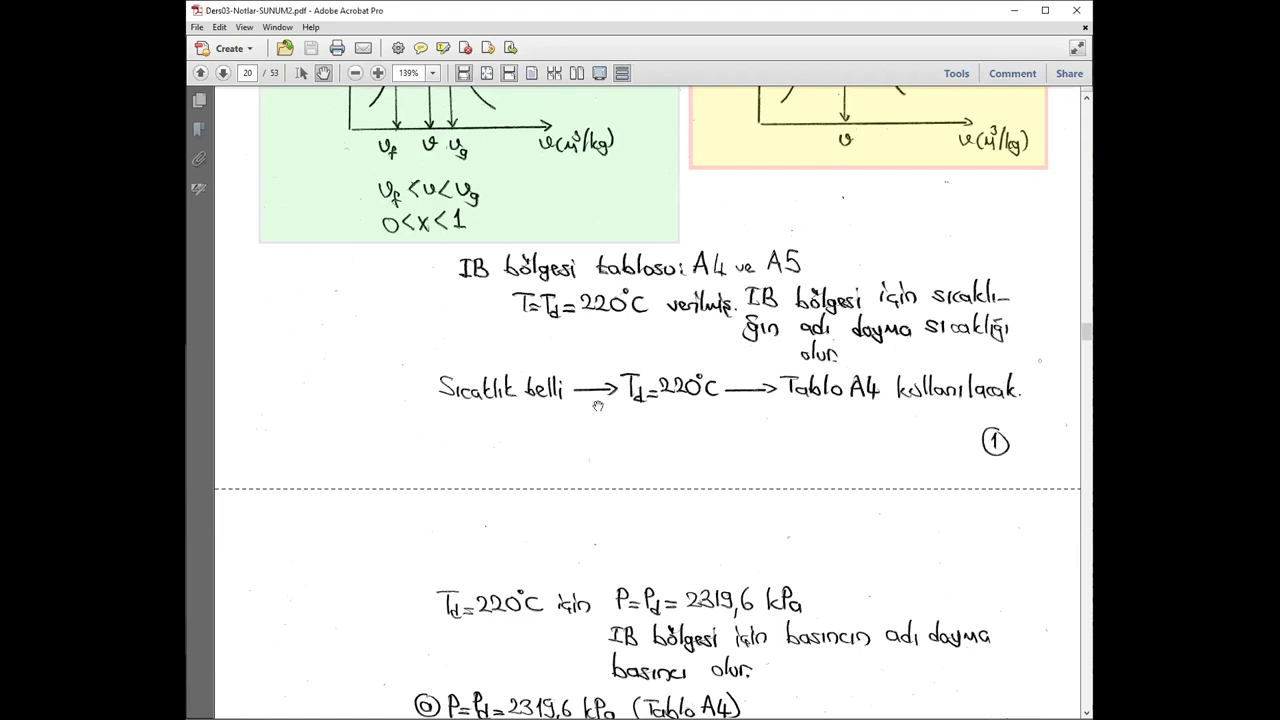 Ders03-Notlar-SUNUM2.pdf - Adobe Acrobat Pro
File Edit View Window Help
Create
20 / 53 139% Tools Comment Share
υf υ υg υ(m³/kg)
υf < υ < υg
0 < x < 1
υ υ(m³/kg)
IB bölgesi tablosu: A4 ve A5
T=Td=220°C verilmiş. IB bölgesi için sıcaklı-
ğın adı doyma sıcaklığı
olur.
Sıcaklık belli → Td=220°C → Tablo A4 kullanılacak.
1
Td=220°C için P=Pd=2319,6 kPa
IB bölgesi için basıncın adı doyma
basıncı olur.
a P=Pd=2319,6 kPa (Tablo A4)